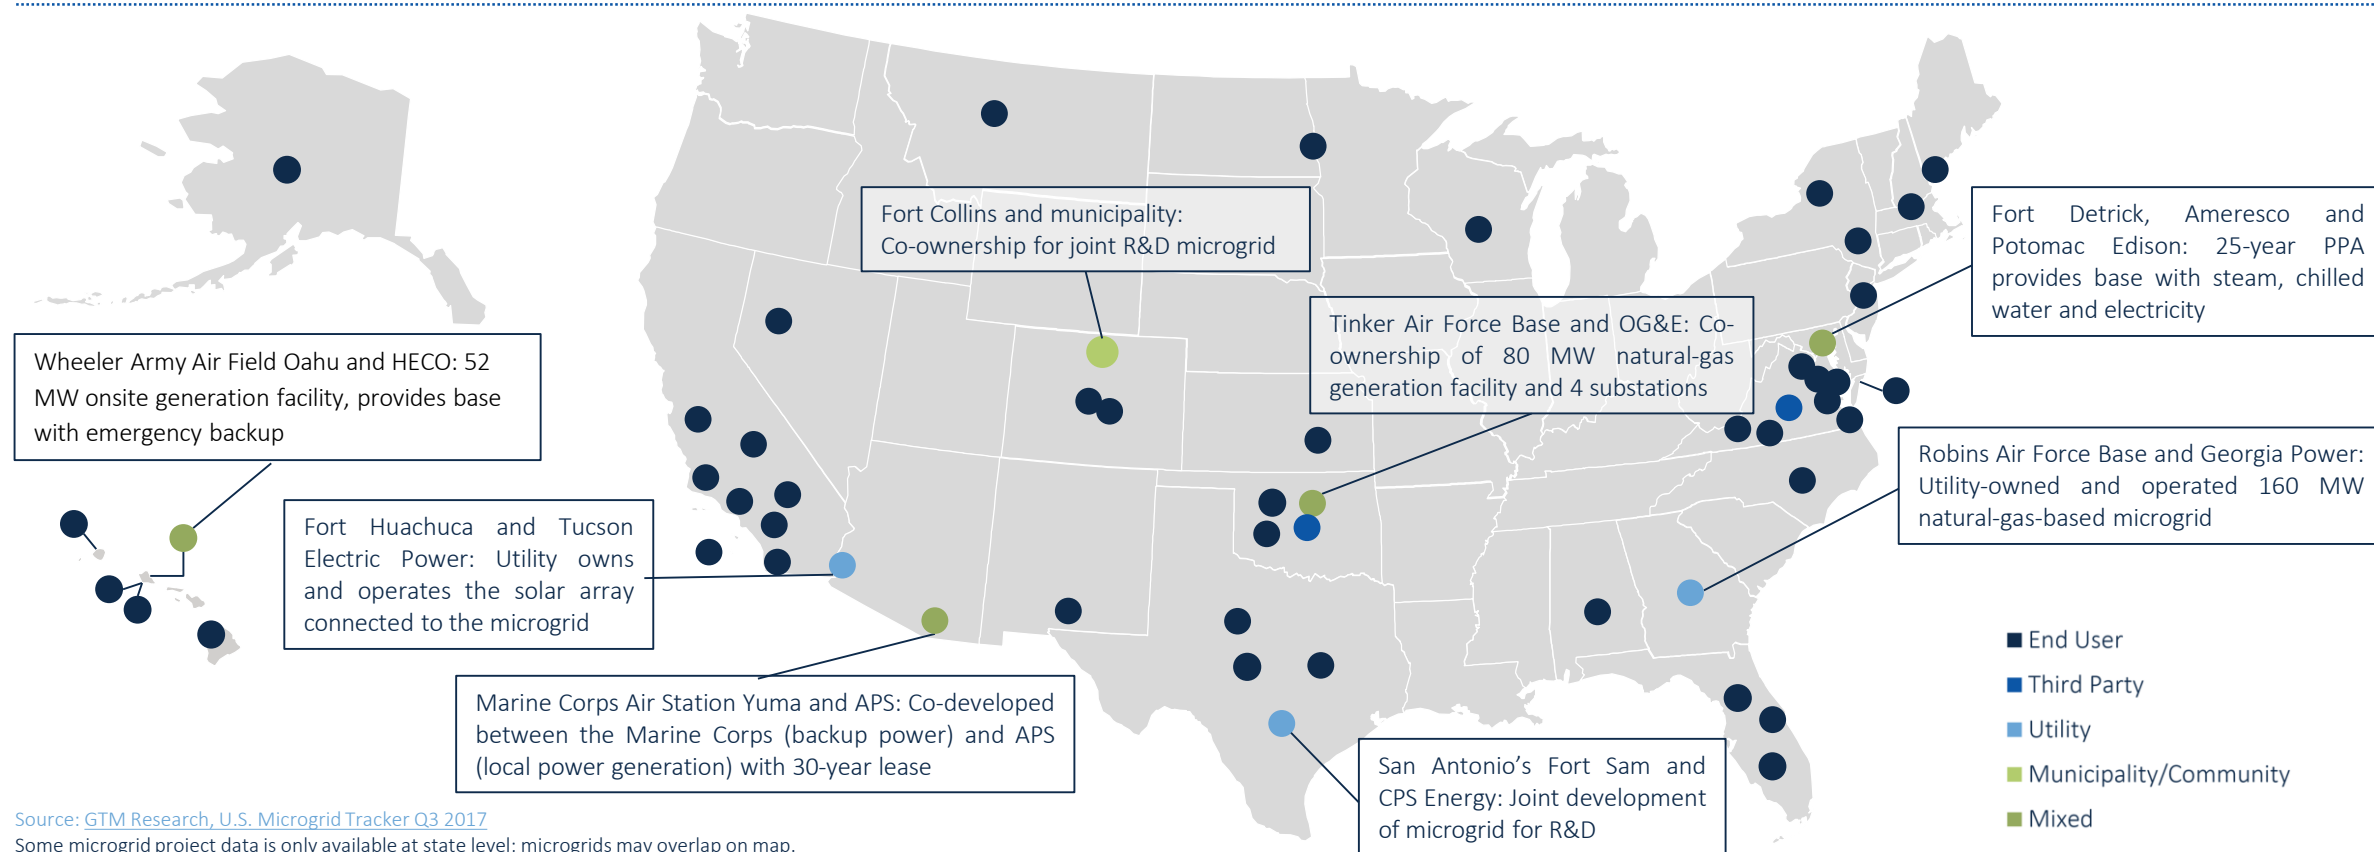 Fort Collins and municipality:
Co-ownership for joint R&D microgrid
Fort Detrick, Ameresco and
Potomac Edison: 25-year PPA
provides base with steam, chilled
water and electricity
Tinker Air Force Base and OG&E: Co-
ownership of 80 MW natural-gas
generation facility and 4 substations
Wheeler Army Air Field Oahu and HECO: 52
MW onsite generation facility, provides base
with emergency backup
Robins Air Force Base and Georgia Power:
Utility-owned and operated 160 MW
natural-gas-based microgrid
Fort Huachuca and Tucson
Electric Power: Utility owns
and operates the solar array
connected to the microgrid
Marine Corps Air Station Yuma and APS: Co-developed
between the Marine Corps (backup power) and APS
(local power generation) with 30-year lease
San Antonio's Fort Sam and
CPS Energy: Joint development
of microgrid for R&D
End User
Third Party
Utility
Municipality/Community
Mixed
Source: GTM Research, U.S. Microgrid Tracker Q3 2017
Some microgrid project data is only available at state level; microgrids may overlap on map.